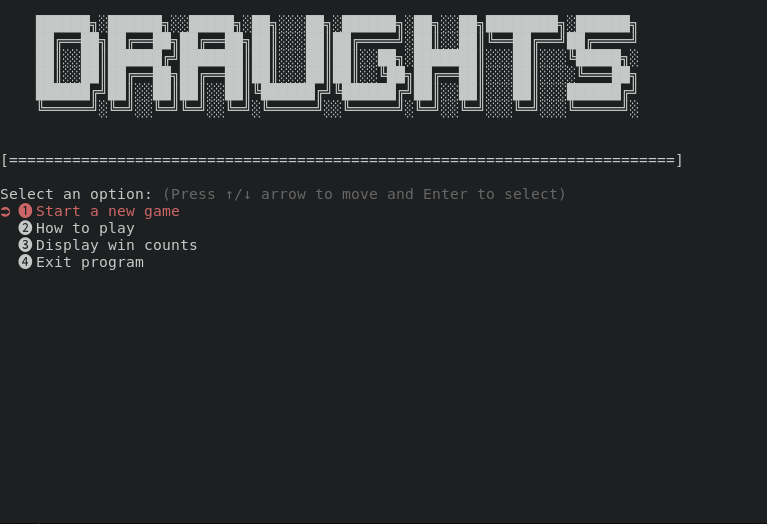 DRAUGHTS
[==========================================================================]
Select an option: (Press ↑/↓ arrow to move and Enter to select)
➲ ❶ Start a new game
❷ How to play
❸ Display win counts
❹ Exit program